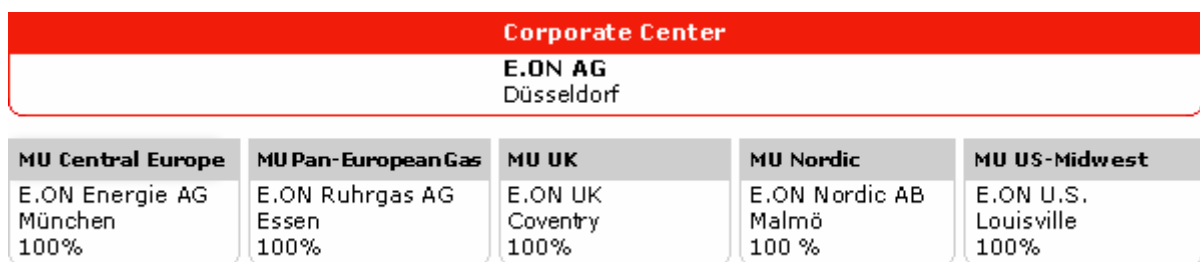 Corporate Center
E.ON AG
Düsseldorf
MU Central Europe
E.ON Energie AG
München
100%
MU Pan-European Gas
E.ON Ruhrgas AG
Essen
100%
MU UK
E.ON UK
Coventry
100%
MU Nordic
E.ON Nordic AB
Malmö
100 %
MU US-Midwest
E.ON U.S.
Louisville
100%